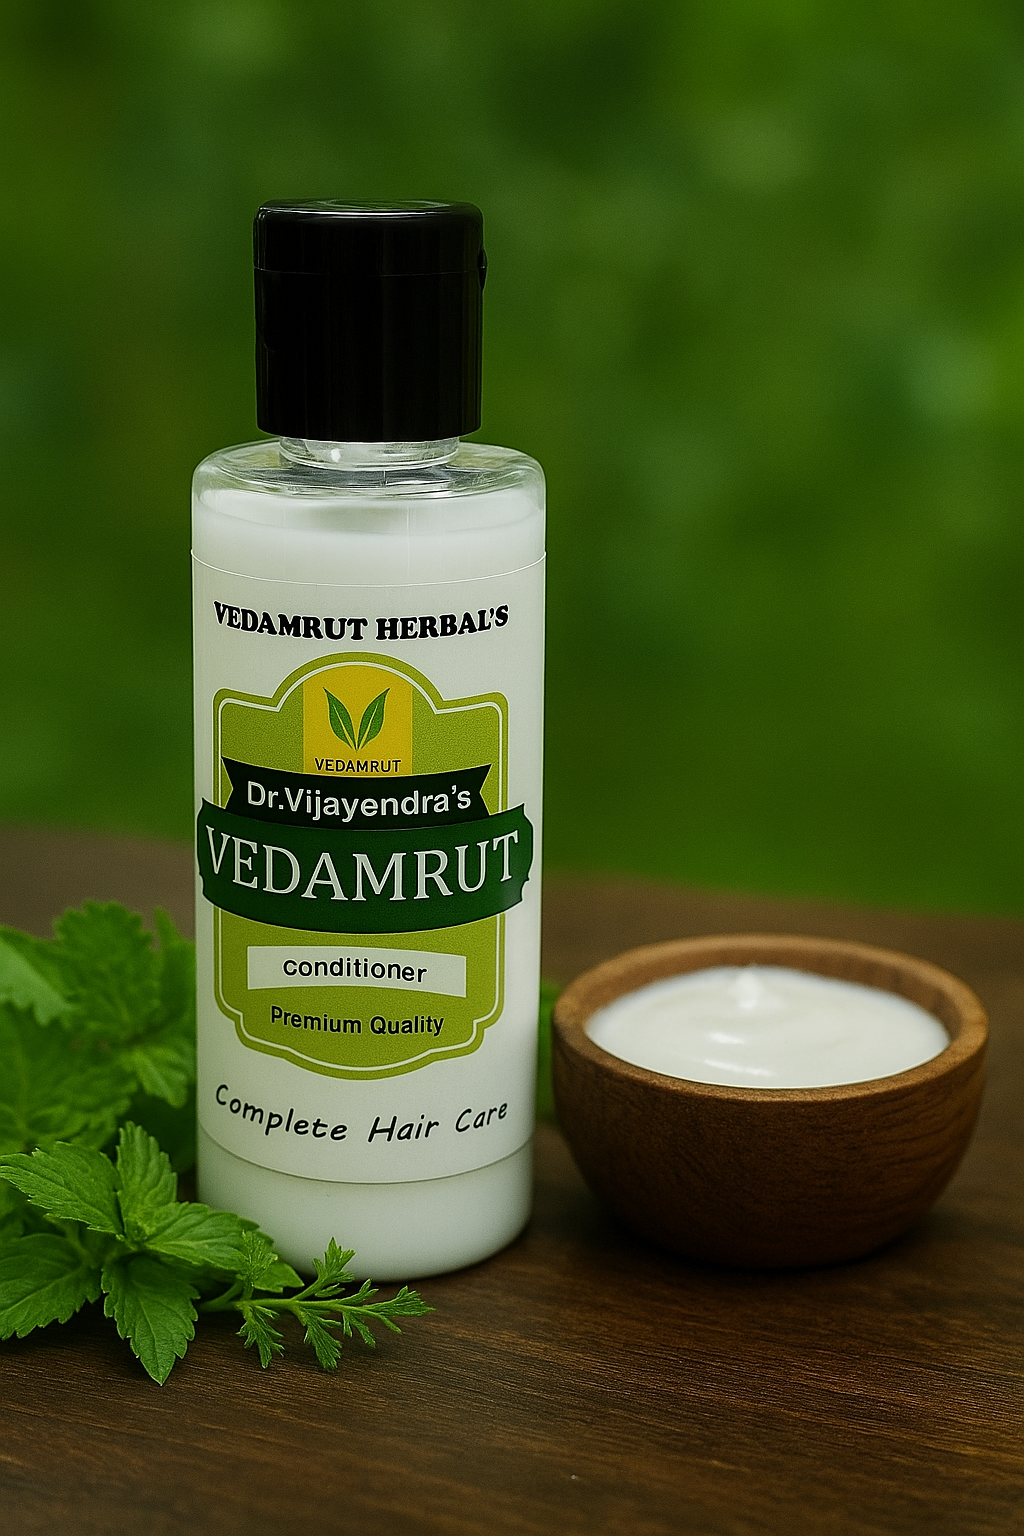 VEDAMRUT HERBAL'S
VEDAMRUT
Dr.Vijayendra's
VEDAMRUT
conditioner
Premium Quality
Complete Hair Care